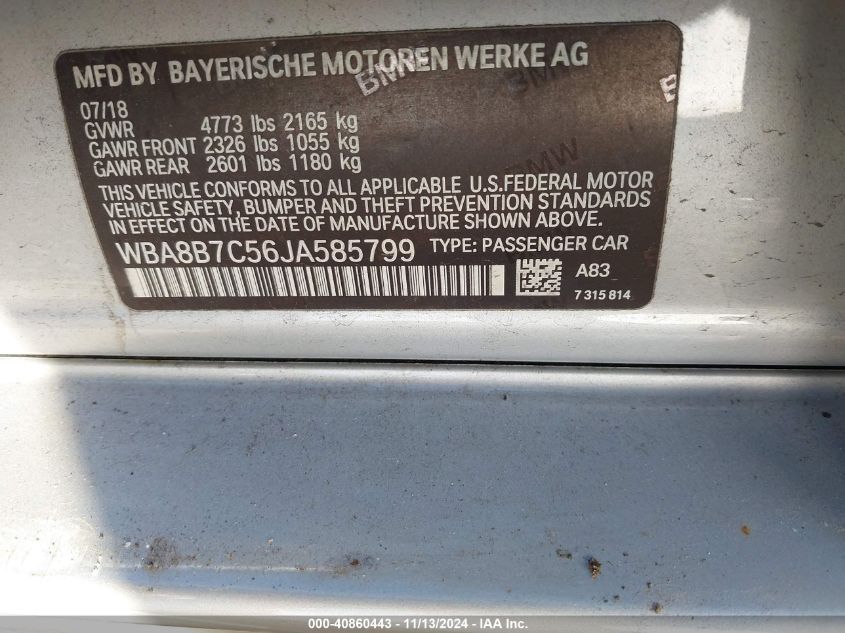 MFD BY BAYERISCHE MOTOREN WERKE AG
07/18
GVWR 4773 lbs 2165 kg
GAWR FRONT 2326 lbs 1055 kg
GAWR REAR 2601 lbs 1180 kg
THIS VEHICLE CONFORMS TO ALL APPLICABLE U.S.FEDERAL MOTOR
VEHICLE SAFETY, BUMPER AND THEFT PREVENTION STANDARDS
IN EFFECT ON THE DATE OF MANUFACTURE SHOWN ABOVE.
WBA8B7C56JA585799 TYPE: PASSENGER CAR
A83
7 315 814
BMW
BMW
BMW
000-40860443 - 11/13/2024 - IAA Inc.